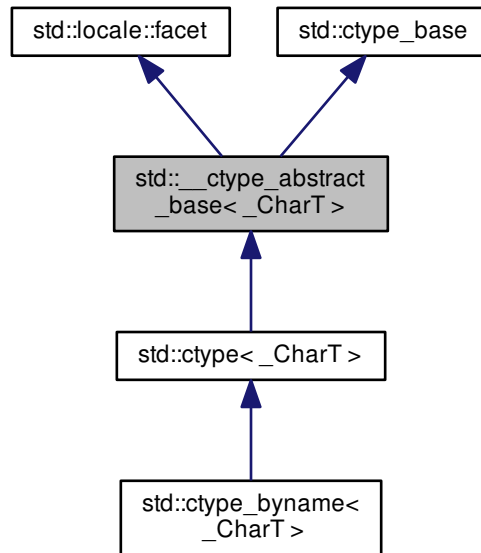 std::locale::facet
std::ctype_base
std::__ctype_abstract
_base< _CharT >
std::ctype< _CharT >
std::ctype_byname<
_CharT >